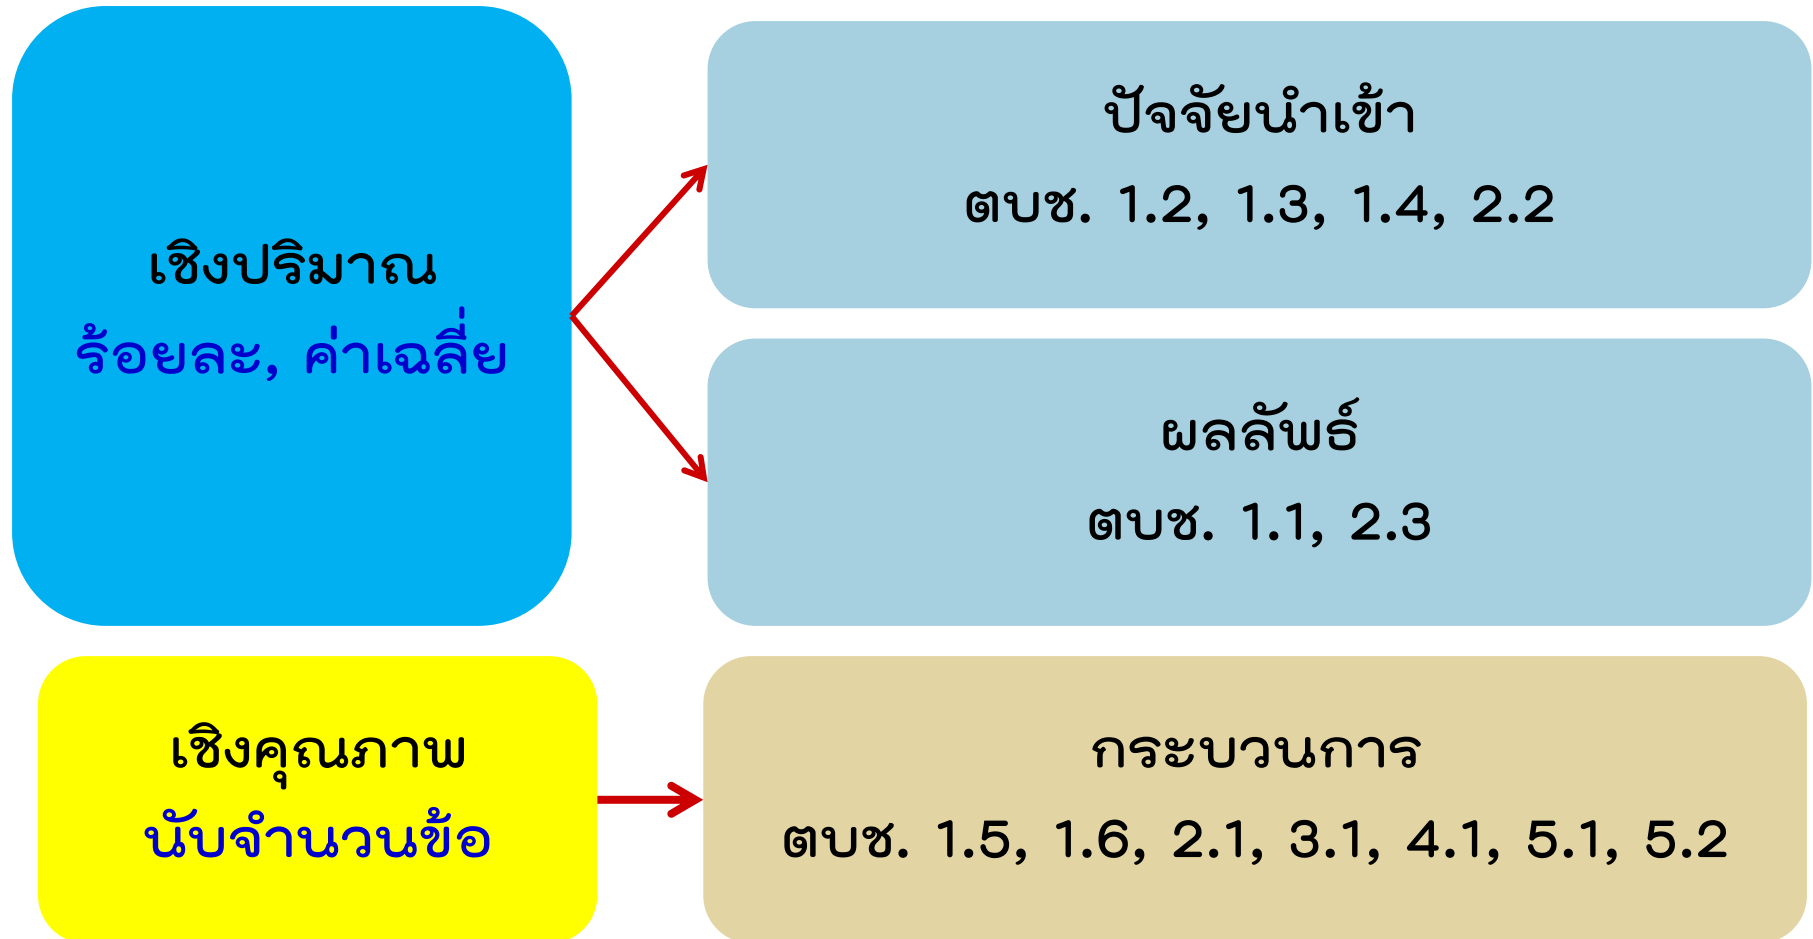 เชิงปริมาณ
ร้อยละ, ค่าเฉลี่ย
ปัจจัยนำเข้า
ตบช. 1.2, 1.3, 1.4, 2.2
ผลลัพธ์
ตบช. 1.1, 2.3
เชิงคุณภาพ
นับจำนวนข้อ
กระบวนการ
ตบช. 1.5, 1.6, 2.1, 3.1, 4.1, 5.1, 5.2